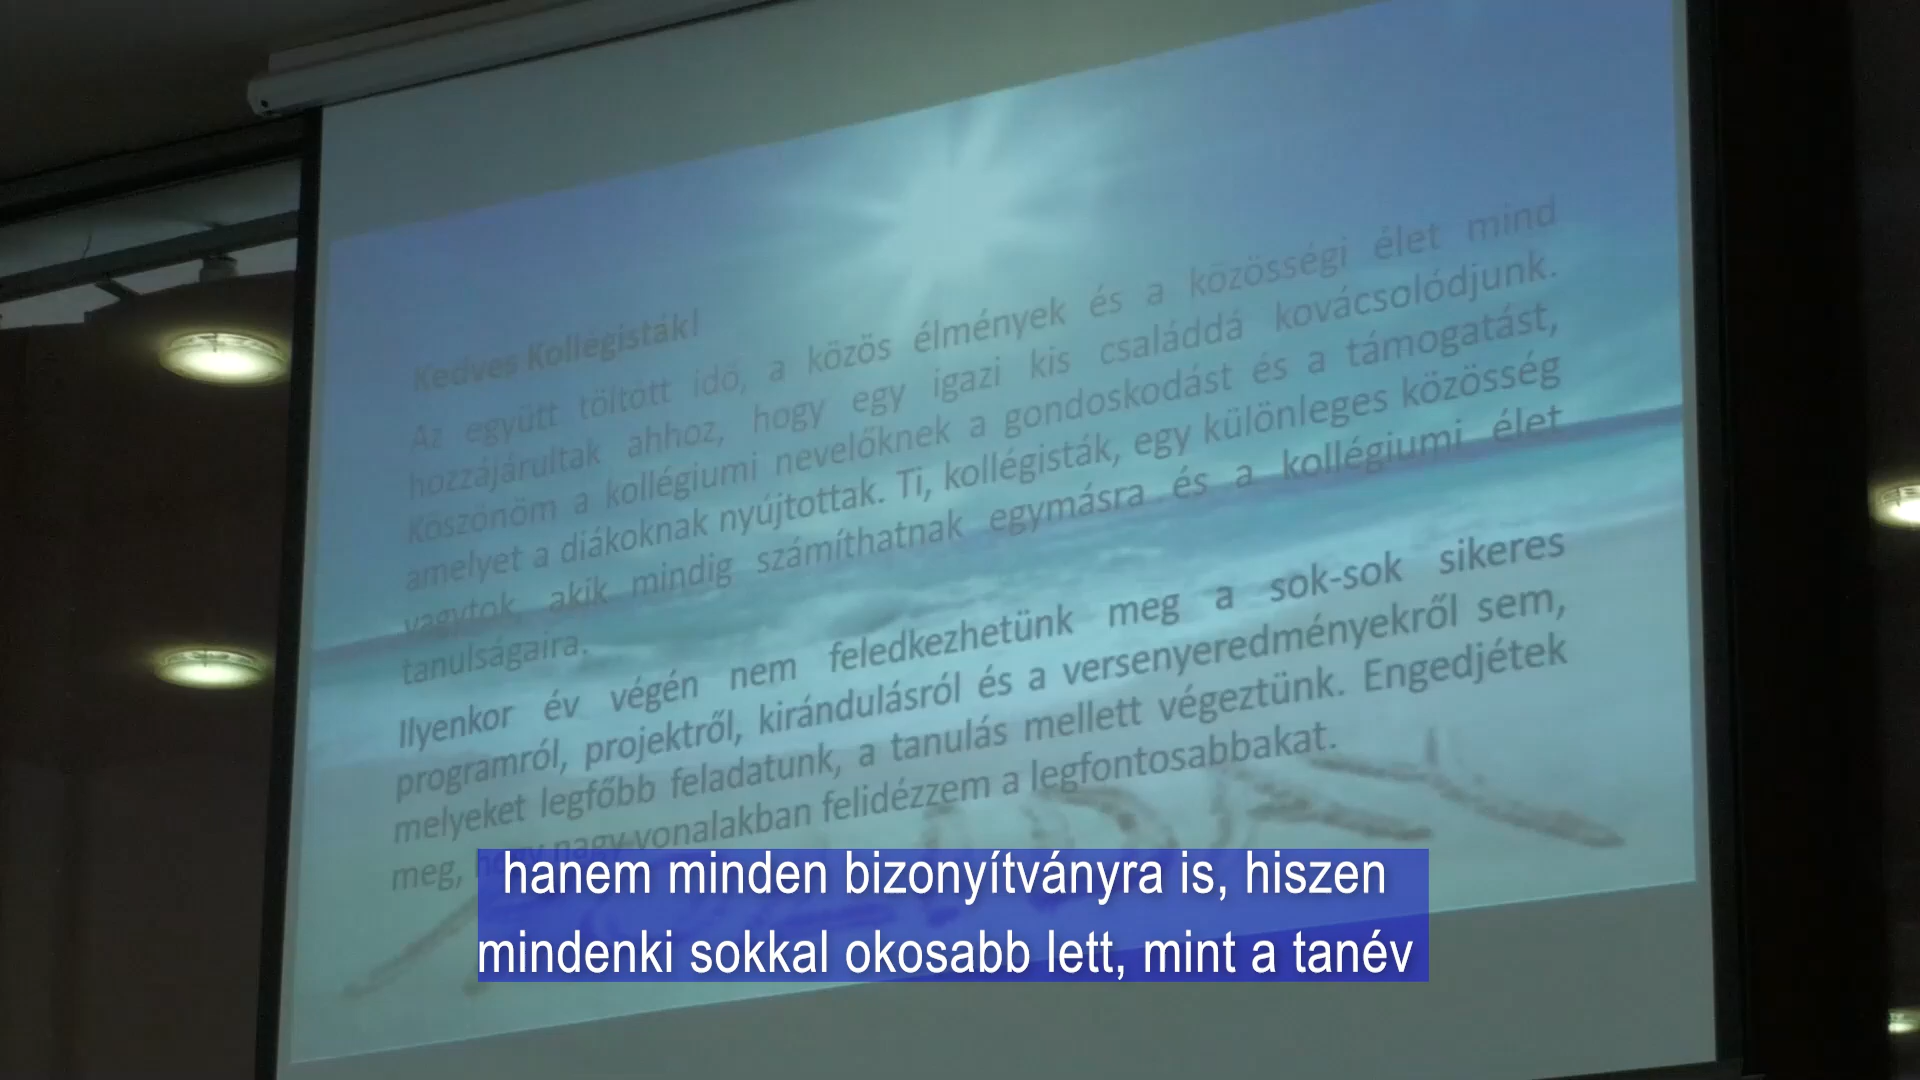 Kedves Kollégisták!
Az együtt töltött idő, a közös élmények és a közösségi élet mind
hozzájárultak ahhoz, hogy egy igazi kis családdá kovácsolódjunk.
Köszönöm a kollégiumi nevelőknek a gondoskodást és a támogatást,
amelyet a diákoknak nyújtottak. Ti, kollégisták, egy különleges közösség
vagytok, akik mindig számíthatnak egymásra és a kollégiumi élet
tanulságaira.
Ilyenkor év végén nem feledkezhetünk meg a sok-sok sikeres
programról, projektről, kirándulásról és a versenyeredményekről sem,
melyeket legfőbb feladatunk, a tanulás mellett végeztünk. Engedjétek
meg, hogy nagy vonalakban felidézzem a legfontosabbakat.
hanem minden bizonyítványra is, hiszen
mindenki sokkal okosabb lett, mint a tanév